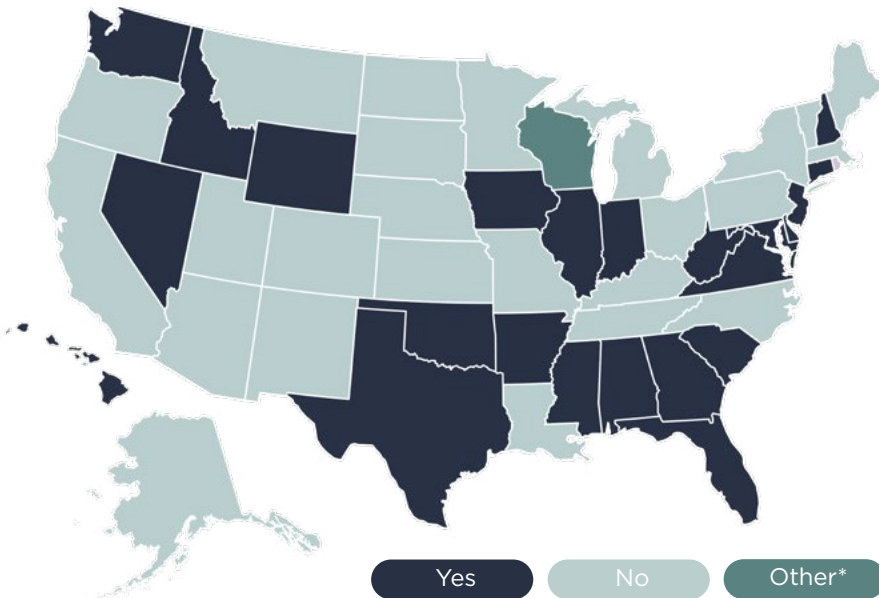 Yes
No
Other*